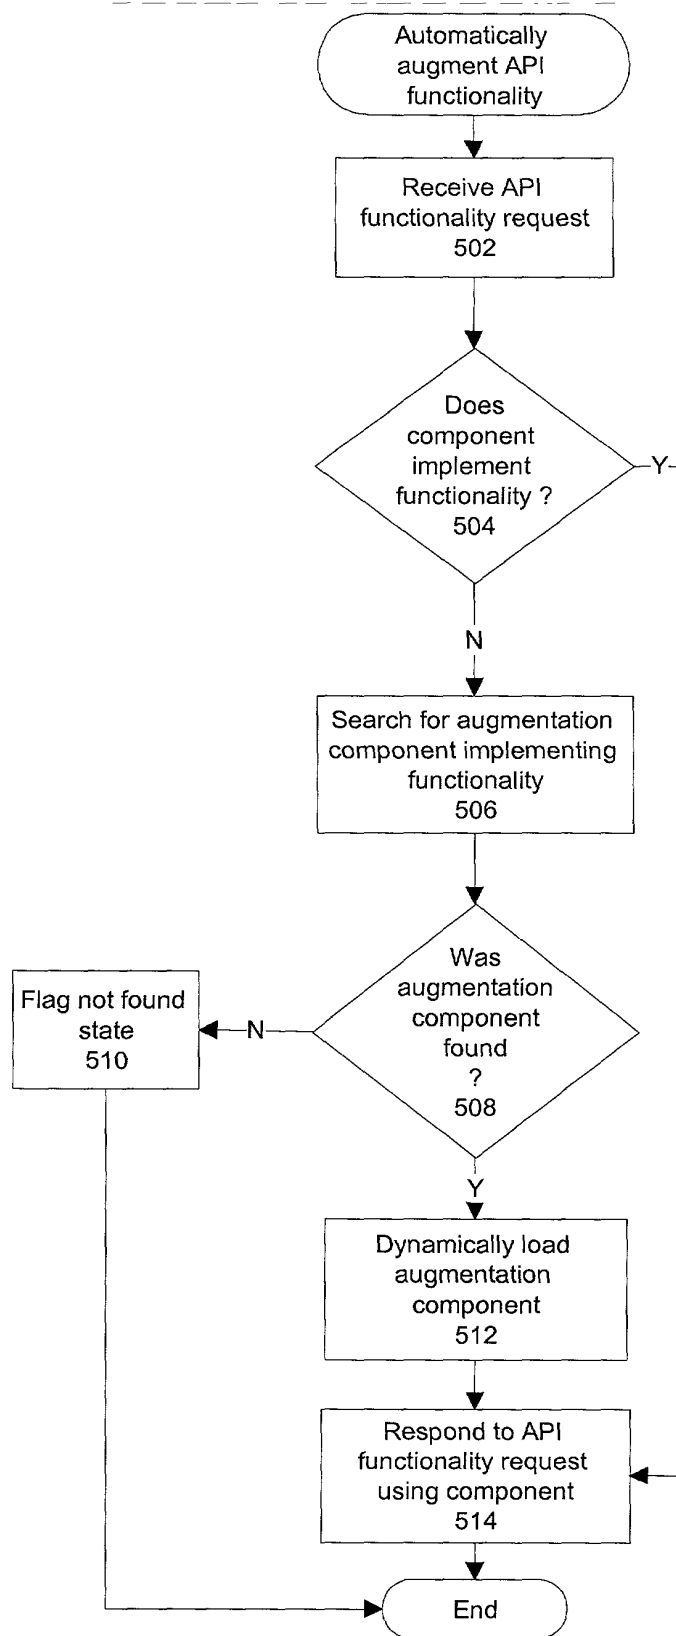 Automatically
augment API
functionality
Receive API
functionality request
502
Does
component
implement
functionality ?
504
Y
N
Search for augmentation
component implementing
functionality
506
Was
augmentation
component
found
?
508
N
Flag not found
state
510
Y
Dynamically load
augmentation
component
512
Respond to API
functionality request
using component
514
End